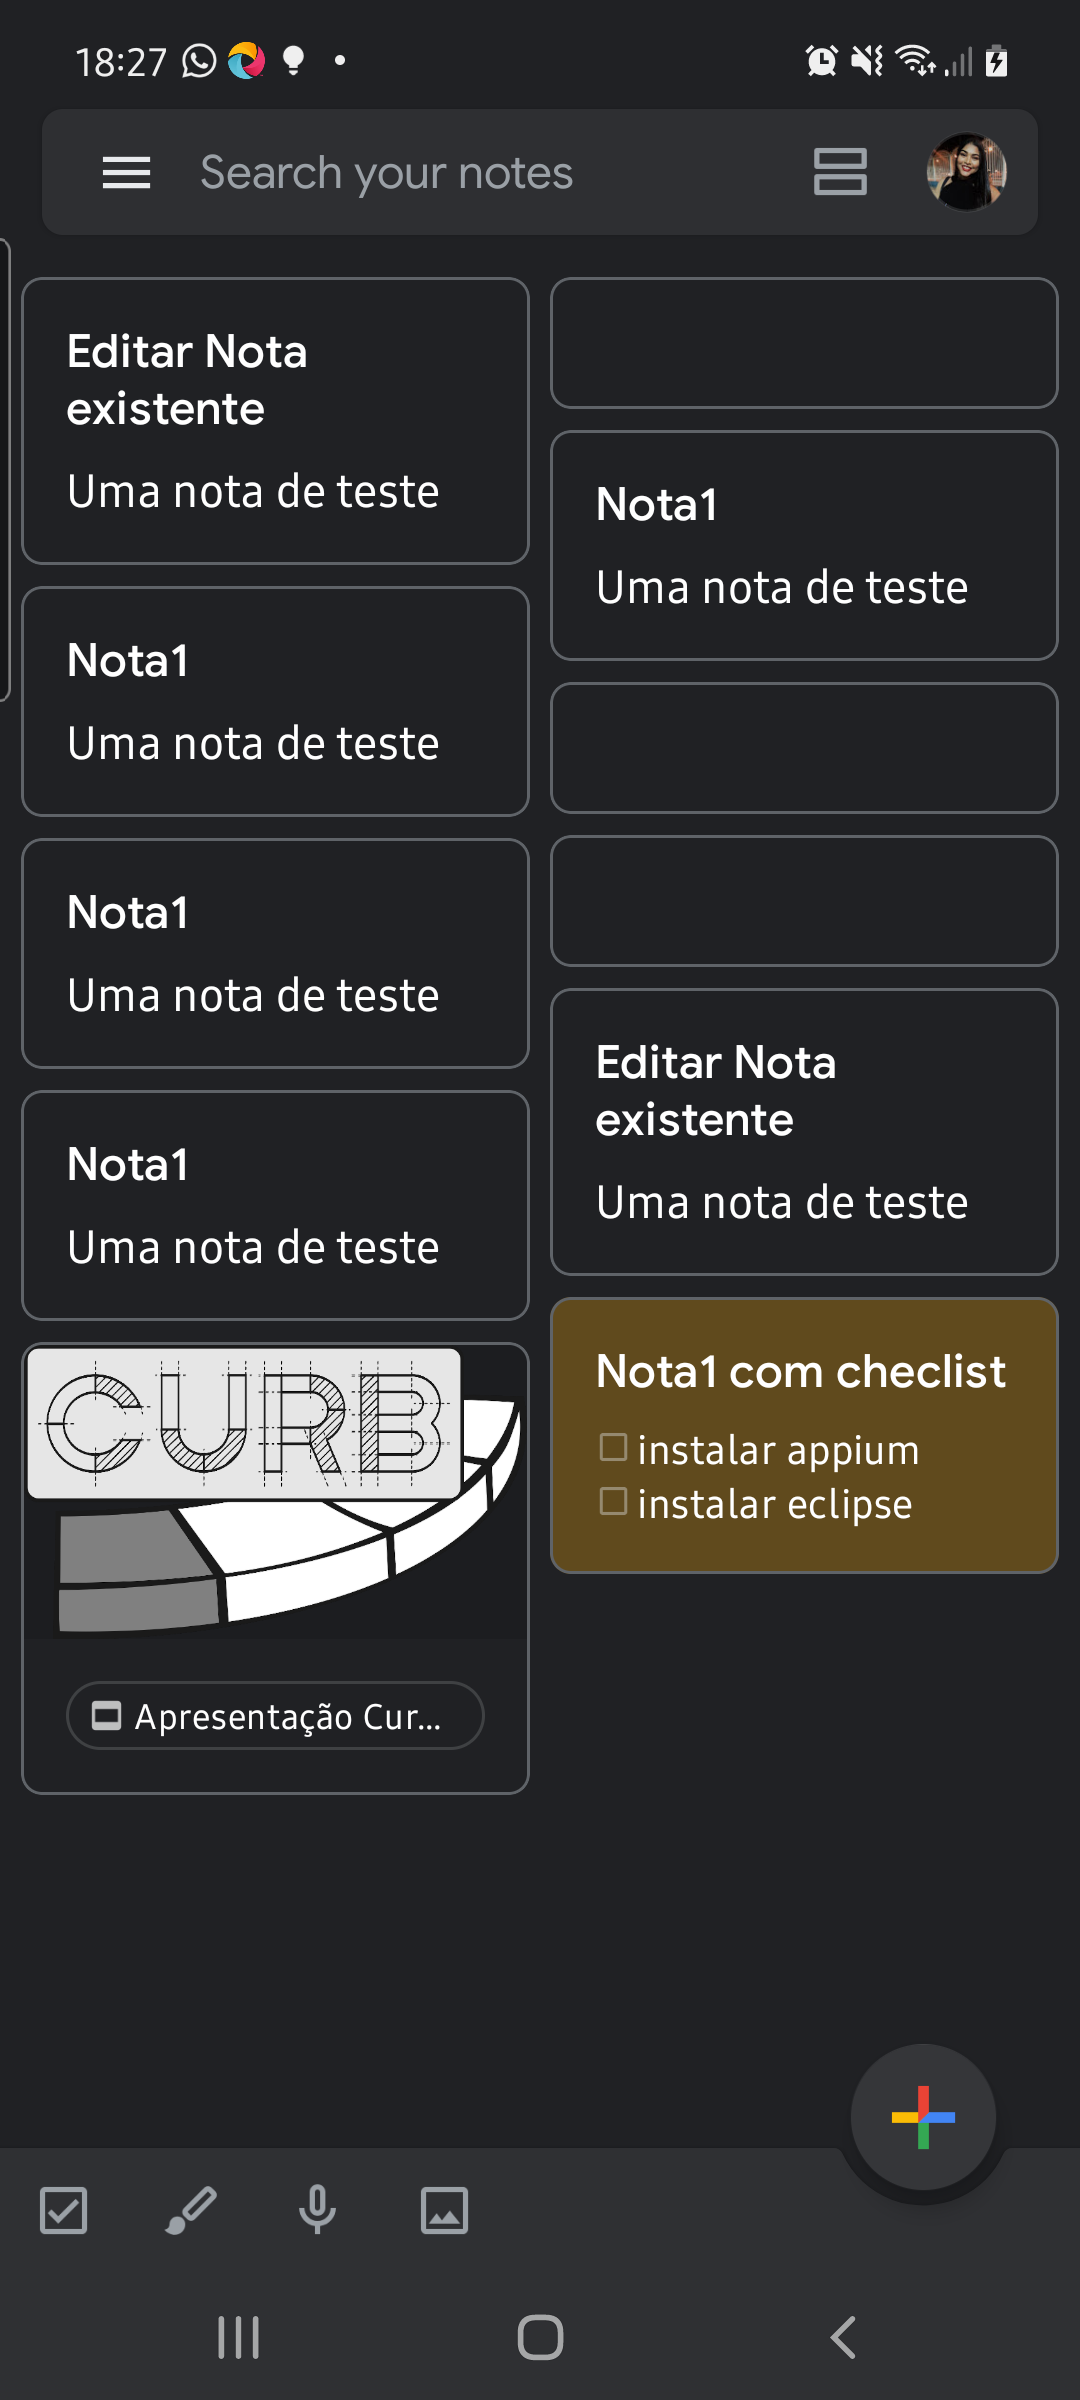 18:27
Search your notes
Editar Nota
existente
Uma nota de teste
Nota1
Uma nota de teste
Nota1
Uma nota de teste
Nota1
Uma nota de teste
CURB
Apresentação Cur...
Nota1
Uma nota de teste
Editar Nota
existente
Uma nota de teste
Nota1 com checlist
instalar appium
instalar eclipse